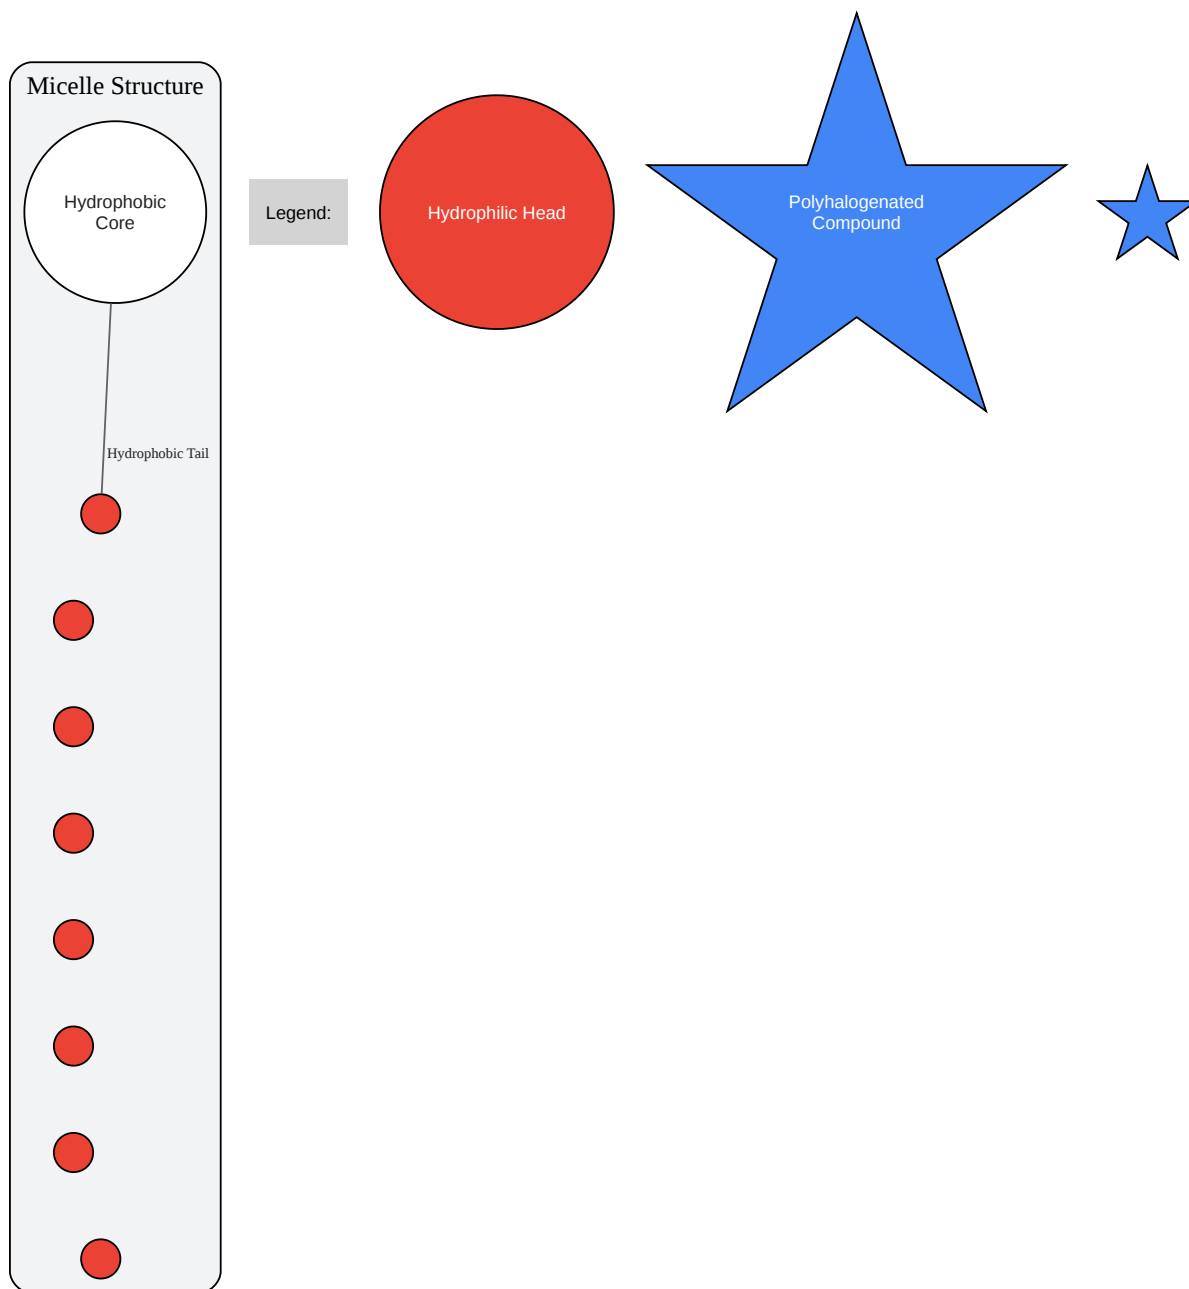 Micelle Structure
Hydrophobic
Core
Hydrophobic Tail
Legend:
Hydrophilic Head
Polyhalogenated
Compound